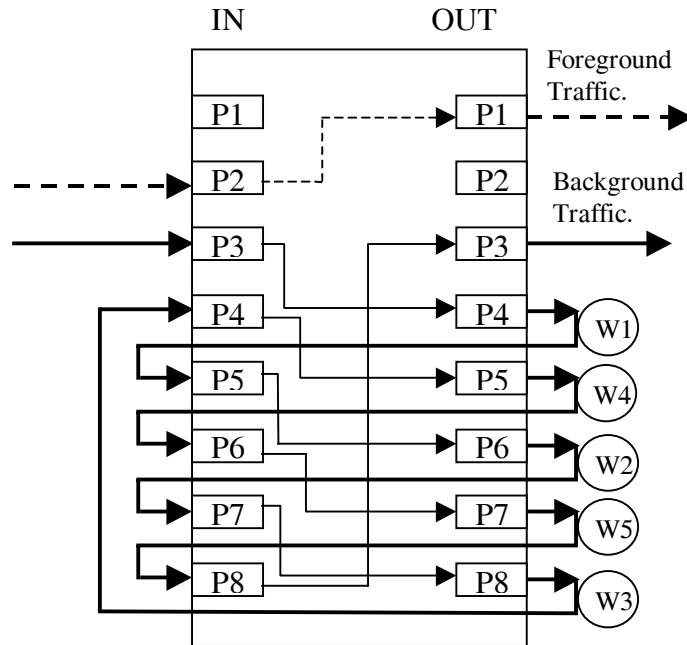 IN OUT
Foreground
Traffic.
P1 P1
P2 P2
Background
Traffic.
P3 P3
P4 P4
W1
P5 P5
W4
P6 P6
W2
P7 P7
W5
P8 P8
W3